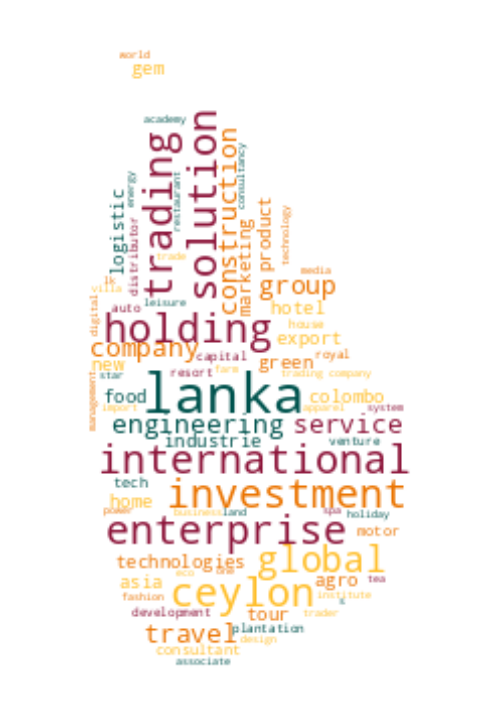 world
gem
academy
trading
solution
construction
consultancy
restaurant
energy
logistic
distributor
marketing
product
technology
trade
media
lk
villa
group
digital
leisure
auto
hotel
holding
house
export
company
capital
royal
new
green
farm
star
resort
trading company
management
lanka
food
colombo
import
apparel
system
engineering
service
industrie
venture
international
tech
investment
home
power
business
land
spa
holiday
enterprise
motor
technologies
global
eco
one
asia
agro
tea
ceylon
fashion
institute
s
development
tour
trader
travel
plantation
design
consultant
associate